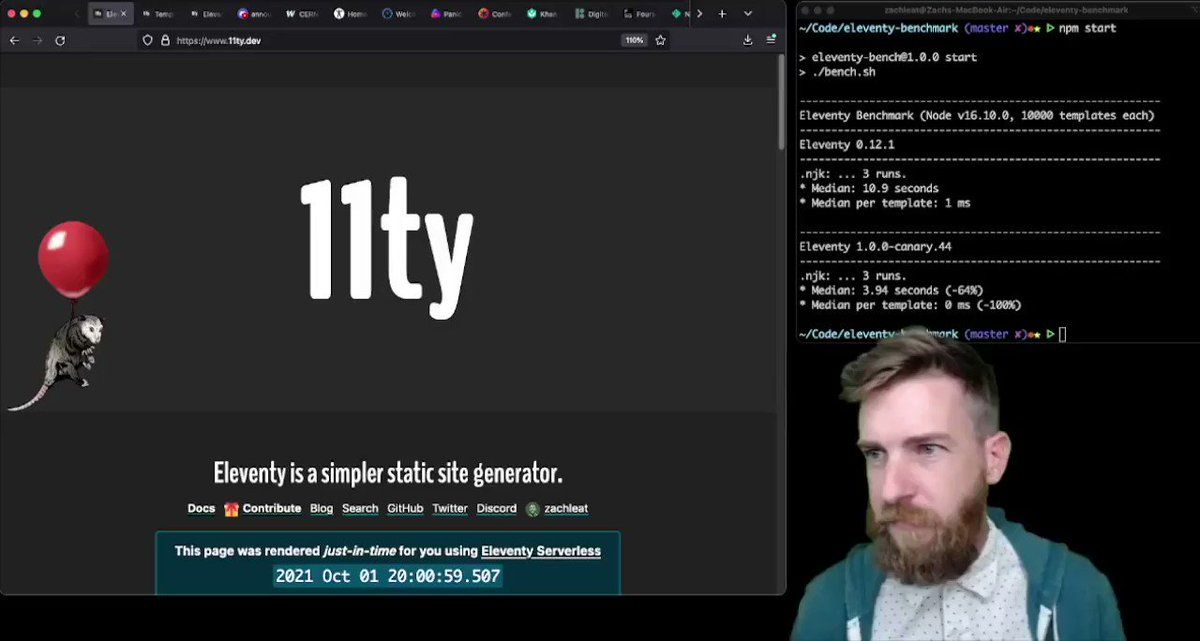 Temp
Eleve
annou
CERN
Home
Welc
Panic
Conte
Khan
Digit
Fours
https://www.11ty.dev
110%
11ty
Eleventy is a simpler static site generator.
Docs Contribute Blog Search GitHub Twitter Discord zachleat
This page was rendered just-in-time for you using Eleventy Serverless
2021 Oct 01 20:00:59.507
zachleat@Zachs-MacBook-Air:~/Code/eleventy-benchmark
~/Code/eleventy-benchmark (master ✗) npm start
> eleventy-bench@1.0.0 start
> ./bench.sh
Eleventy Benchmark (Node v16.10.0, 10000 templates each)
Eleventy 0.12.1
.njk: ... 3 runs.
* Median: 10.9 seconds
* Median per template: 1 ms
Eleventy 1.0.0-canary.44
.njk: ... 3 runs.
* Median: 3.94 seconds (-64%)
* Median per template: 0 ms (-100%)
~/Code/eleventy-benchmark (master ✗)